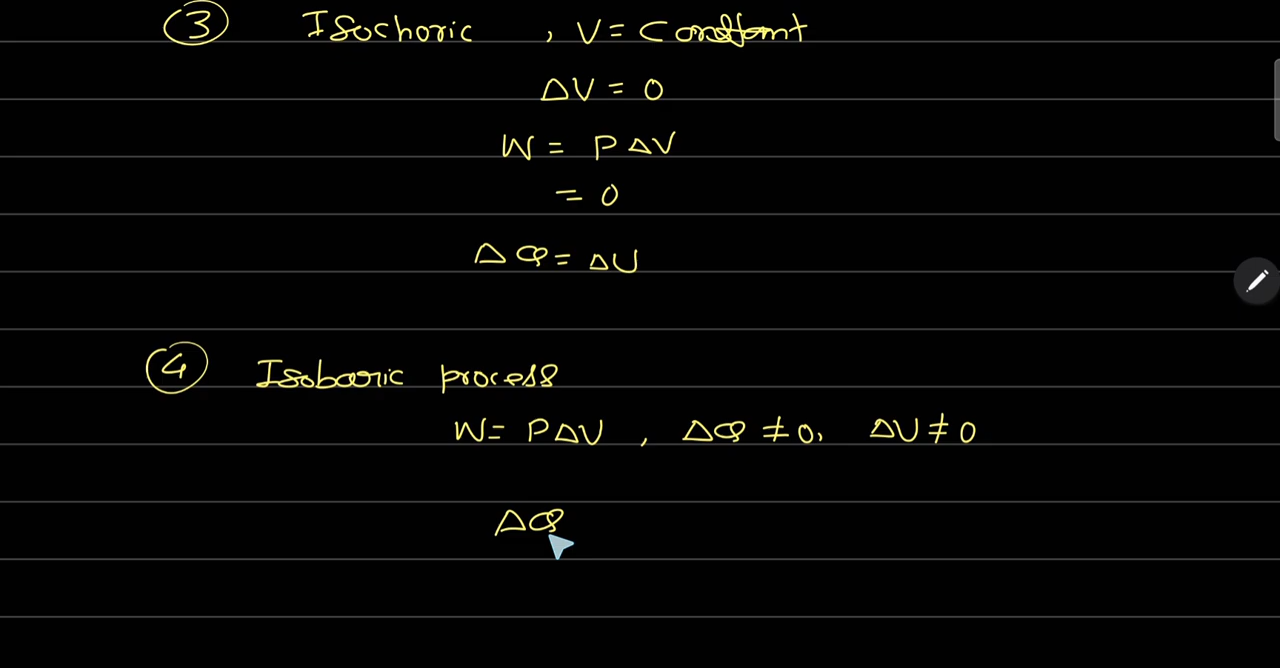 ③ Isochoric , V = Constant
ΔV = 0
W = PΔV
= 0
ΔQ = ΔU
④ Isobaric process
W = PΔV , ΔQ ≠ 0, ΔU ≠ 0
ΔQ